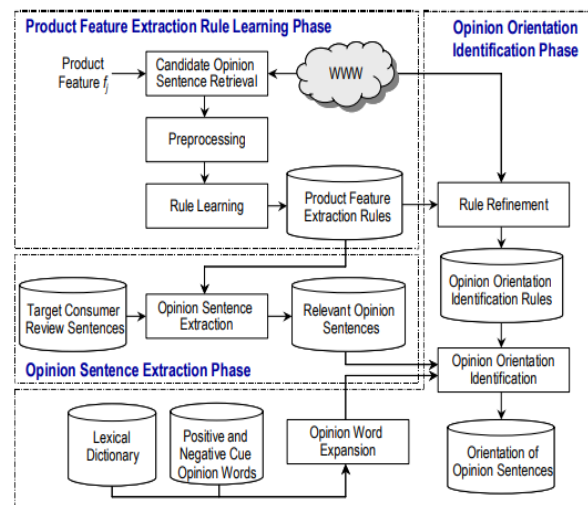 Product Feature Extraction Rule Learning Phase
Opinion Orientation
Identification Phase
Product
Feature fj
Candidate Opinion
Sentence Retrieval
WWW
Preprocessing
Rule Learning
Product Feature
Extraction Rules
Rule Refinement
Target Consumer
Review Sentences
Opinion Sentence
Extraction
Relevant Opinion
Sentences
Opinion Orientation
Identification Rules
Opinion Sentence Extraction Phase
Opinion Orientation
Identification
Lexical
Dictionary
Positive and
Negative Cue
Opinion Words
Opinion Word
Expansion
Orientation of
Opinion Sentences